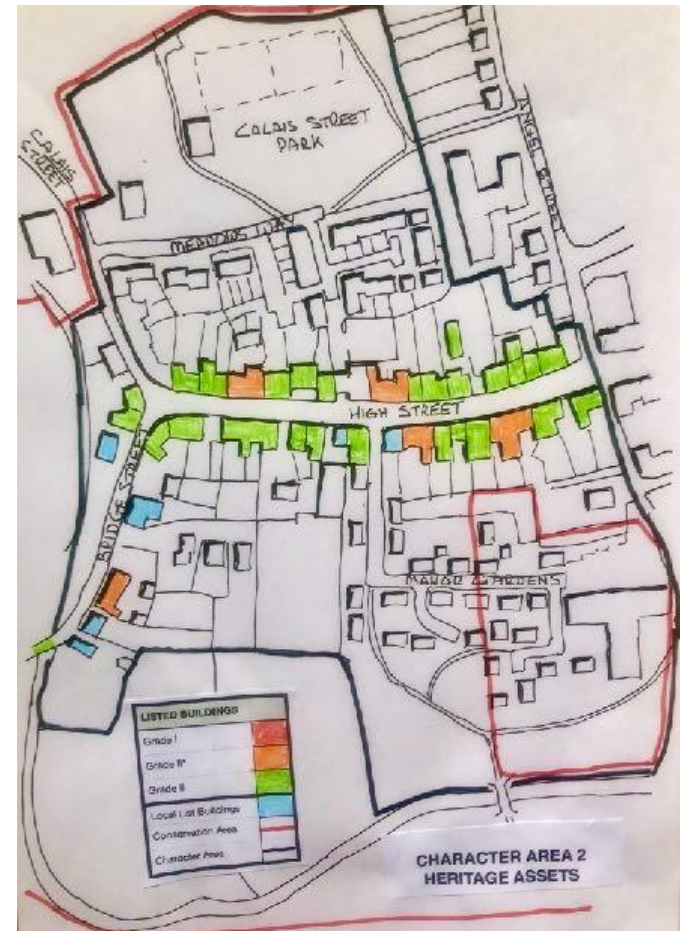 CALAIS STREET
PARK
CALAIS
STREET
ANGEL STREET
MEADOWS WAY
HIGH STREET
BRIDGE STREET
MANOR GARDENS
LISTED BUILDINGS
Grade I
Grade II*
Grade II
Local List Buildings
Conservation Area
Character Area
CHARACTER AREA 2
HERITAGE ASSETS